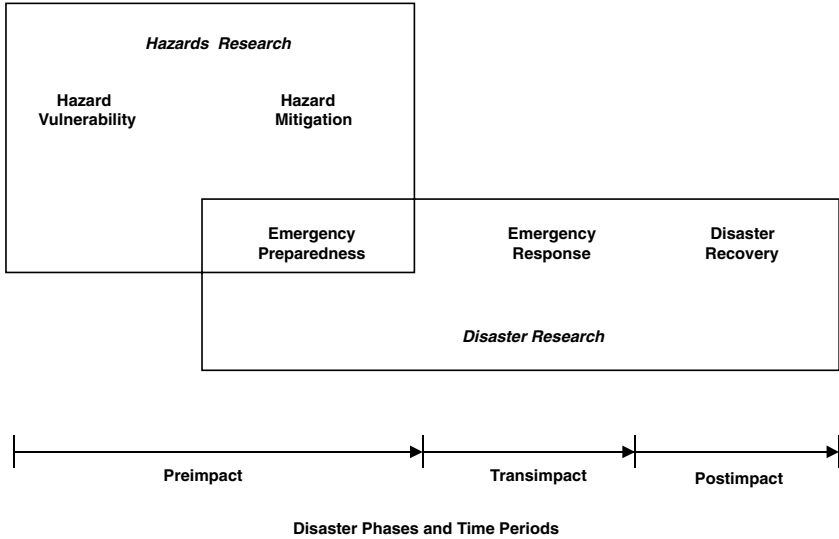 Hazards Research
Hazard
Vulnerability
Hazard
Mitigation
Emergency
Preparedness
Emergency
Response
Disaster
Recovery
Disaster Research
Preimpact
Transimpact
Postimpact
Disaster Phases and Time Periods